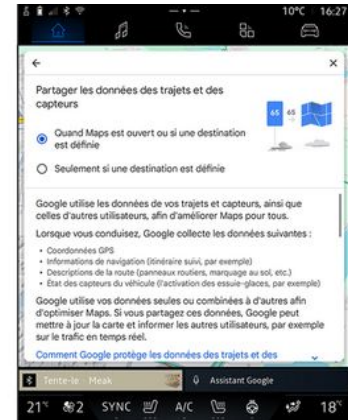 10°C 16:27
Partager les données des trajets et des
capteurs
65 65
Quand Maps est ouvert ou si une destination
est définie
Seulement si une destination est définie
Google utilise les données de vos trajets et capteurs, ainsi que
celles d'autres utilisateurs, afin d'améliorer Maps pour tous.
Lorsque vous conduisez, Google collecte les données suivantes :
• Coordonnées GPS
• Informations de navigation (itinéraire suivi, par exemple)
• Descriptions de la route (panneaux routiers, marquage au sol, etc.)
• État des capteurs du véhicule (l'activation des essuie-glaces, par exemple)
Google utilise vos données seules ou combinées à d'autres afin
d'optimiser Maps. Si vous partagez ces données, Google peut
mettre à jour la carte et informer les autres utilisateurs, par exemple
sur le trafic en temps réel.
Comment Google protège les données des trajets et des
Tente-le · Meak
Assistant Google
21° 2 SYNC A/C 18°